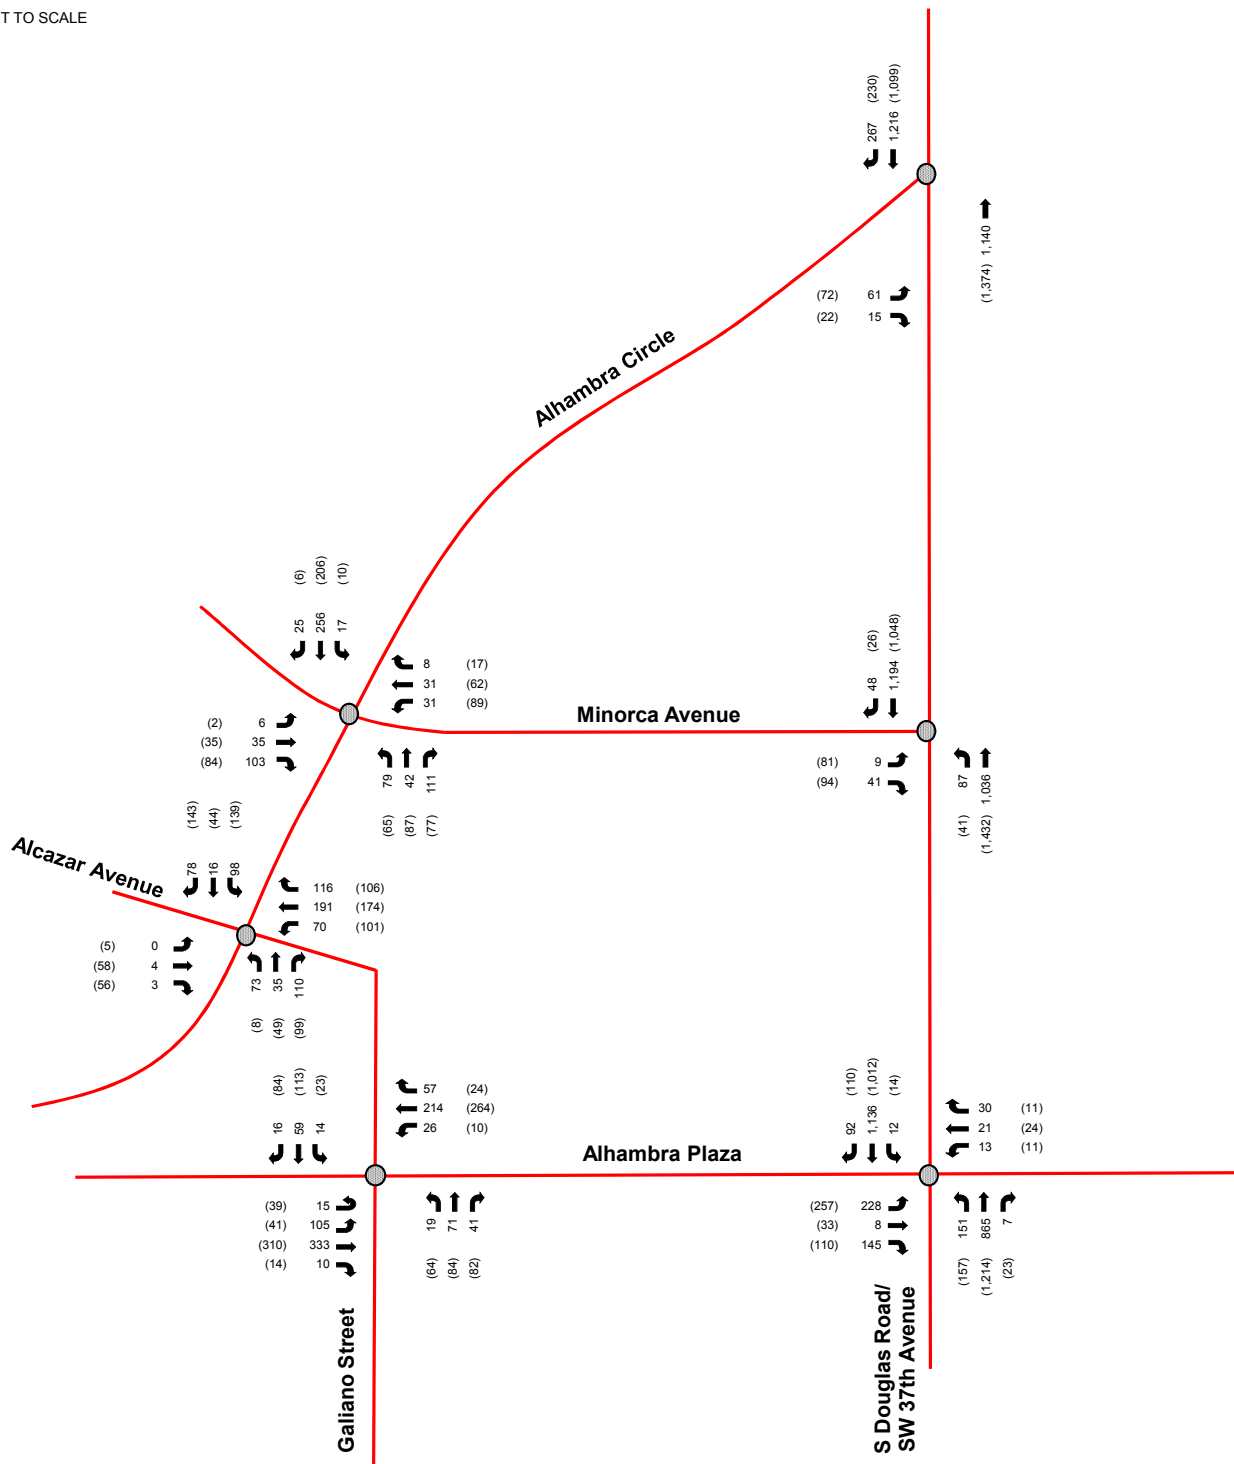 T TO SCALE
(230) (1,099)
267 1,216
(1,374) 1,140
(72) 61
(22) 15
Alhambra Circle
(6) (206) (10)
25 256 17
8 (17)
31 (62)
31 (89)
(2) 6
(35) 35
(84) 103
79 42 111
(65) (87) (77)
Minorca Avenue
(26) (1,048)
48 1,194
(81) 9
(94) 41
87 1,036
(41) (1,432)
(143) (44) (139)
78 16 98
Alcazar Avenue
116 (106)
191 (174)
70 (101)
(5) 0
(58) 4
(56) 3
73 35 110
(8) (49) (99)
(84) (113) (23)
16 59 14
57 (24)
214 (264)
26 (10)
(39) 15
(41) 105
(310) 333
(14) 10
19 71 41
(64) (84) (82)
Alhambra Plaza
(110) (1,012) (14)
92 1,136 12
30 (11)
21 (24)
13 (11)
(257) 228
(33) 8
(110) 145
151 865 7
(157) (1,214) (23)
Galiano Street
S Douglas Road/
SW 37th Avenue